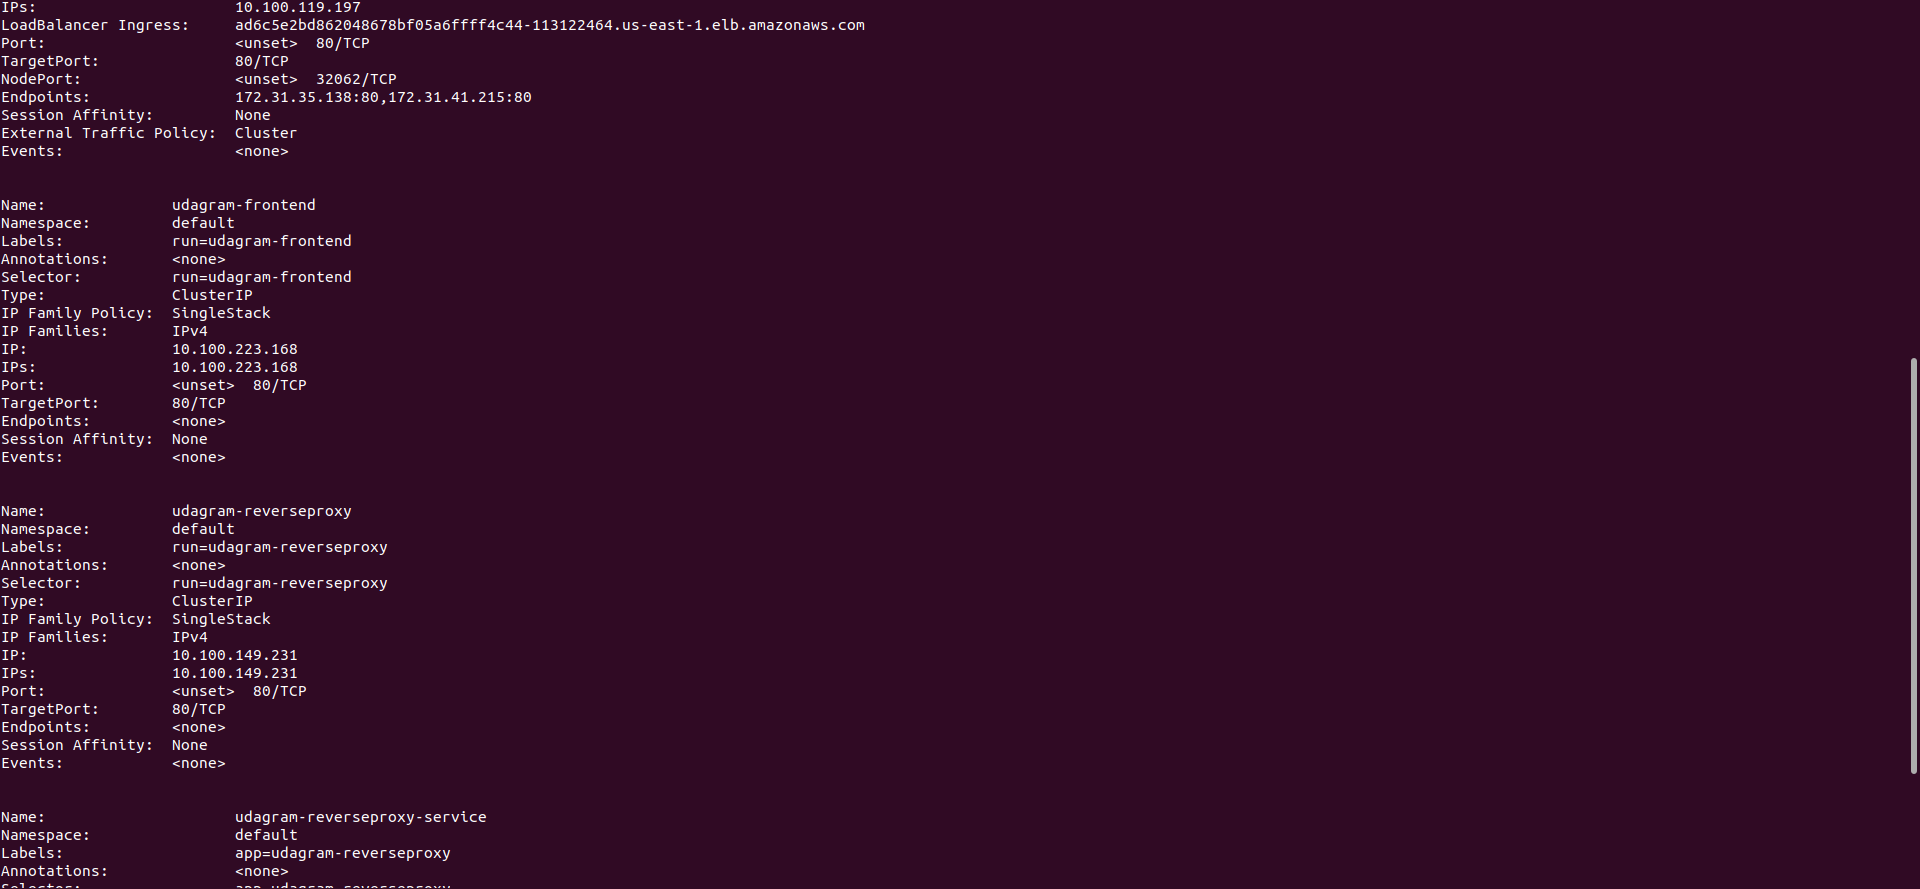 IPs: 10.100.119.197
LoadBalancer Ingress: ad6c5e2bd862048678bf05a6ffff4c44-113122464.us-east-1.elb.amazonaws.com
Port: <unset> 80/TCP
TargetPort: 80/TCP
NodePort: <unset> 32062/TCP
Endpoints: 172.31.35.138:80,172.31.41.215:80
Session Affinity: None
External Traffic Policy: Cluster
Events: <none>
Name: udagram-frontend
Namespace: default
Labels: run=udagram-frontend
Annotations: <none>
Selector: run=udagram-frontend
Type: ClusterIP
IP Family Policy: SingleStack
IP Families: IPv4
IP: 10.100.223.168
IPs: 10.100.223.168
Port: <unset> 80/TCP
TargetPort: 80/TCP
Endpoints: <none>
Session Affinity: None
Events: <none>
Name: udagram-reverseproxy
Namespace: default
Labels: run=udagram-reverseproxy
Annotations: <none>
Selector: run=udagram-reverseproxy
Type: ClusterIP
IP Family Policy: SingleStack
IP Families: IPv4
IP: 10.100.149.231
IPs: 10.100.149.231
Port: <unset> 80/TCP
TargetPort: 80/TCP
Endpoints: <none>
Session Affinity: None
Events: <none>
Name: udagram-reverseproxy-service
Namespace: default
Labels: app=udagram-reverseproxy
Annotations: <none>
Selector: app=udagram-reverseproxy